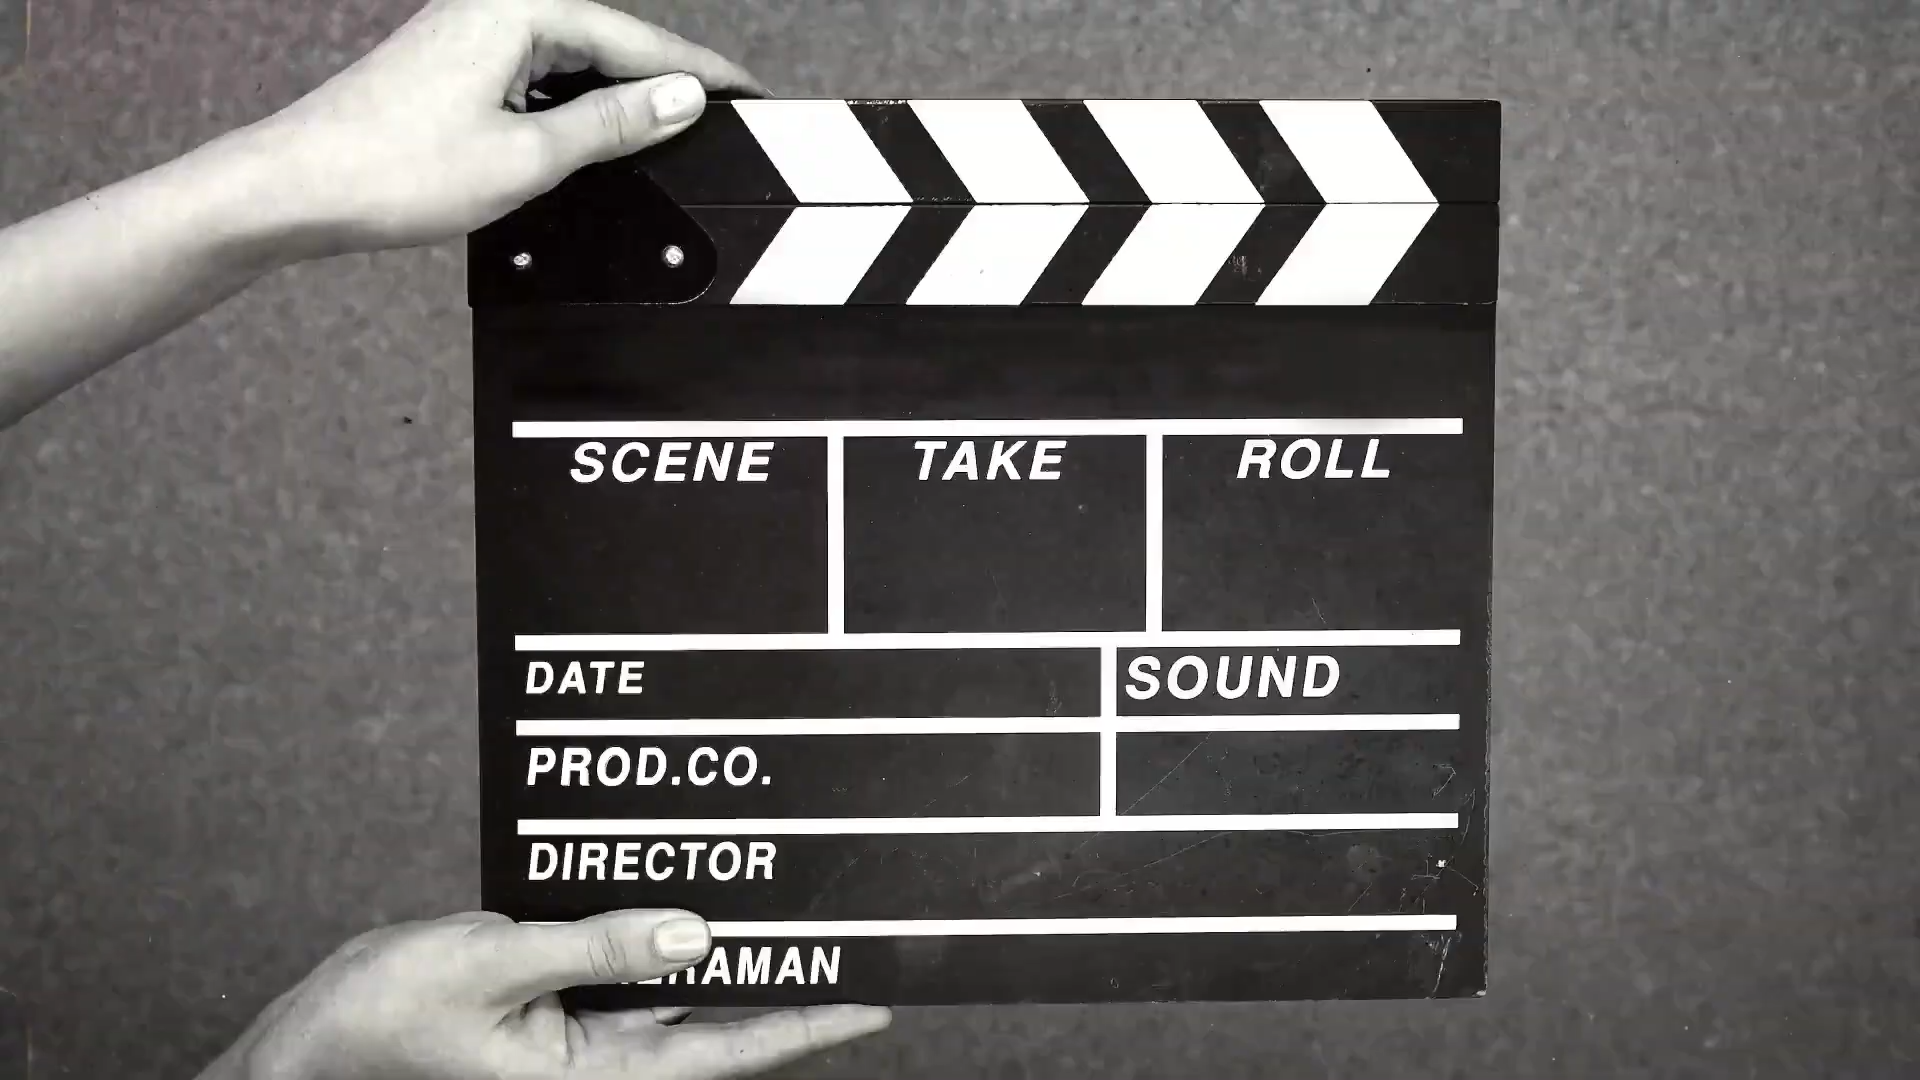 SCENE TAKE ROLL
DATE SOUND
PROD.CO.
DIRECTOR